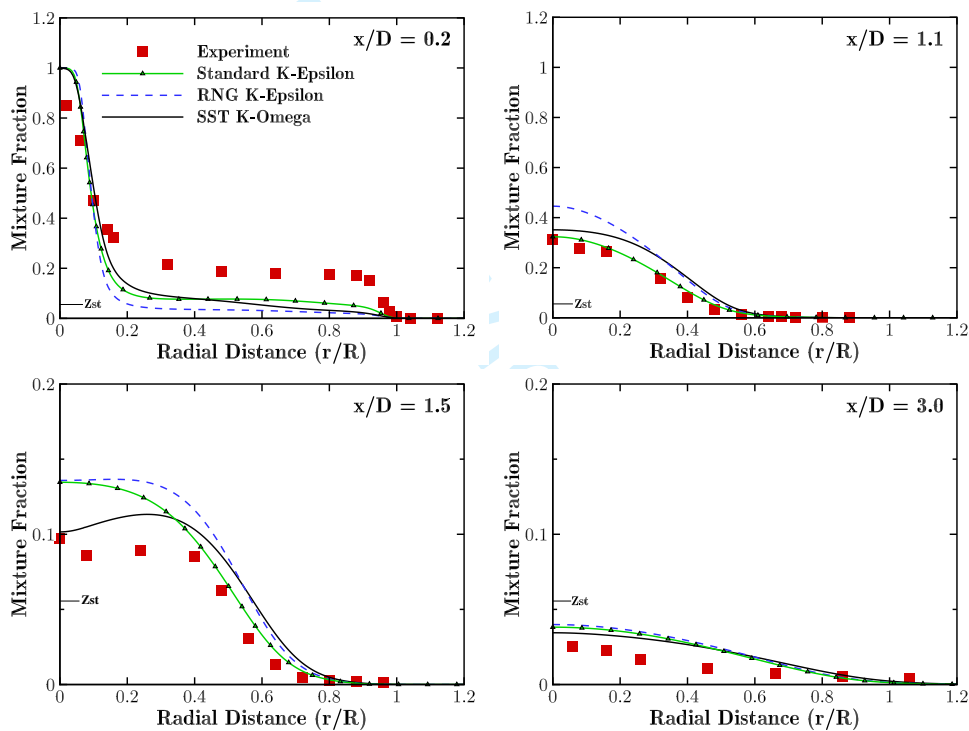 x/D = 0.2
Experiment
Standard K-Epsilon
RNG K-Epsilon
SST K-Omega
Zst
Mixture Fraction
0 0.2 0.4 0.6 0.8 1 1.2
0 0.2 0.4 0.6 0.8 1 1.2
Radial Distance (r/R)
x/D = 1.1
Zst
Mixture Fraction
0 0.2 0.4 0.6 0.8 1 1.2
0 0.2 0.4 0.6 0.8 1 1.2
Radial Distance (r/R)
x/D = 1.5
Zst
Mixture Fraction
0 0.1 0.2
0 0.2 0.4 0.6 0.8 1 1.2
Radial Distance (r/R)
x/D = 3.0
Zst
Mixture Fraction
0 0.1 0.2
0 0.2 0.4 0.6 0.8 1 1.2
Radial Distance (r/R)